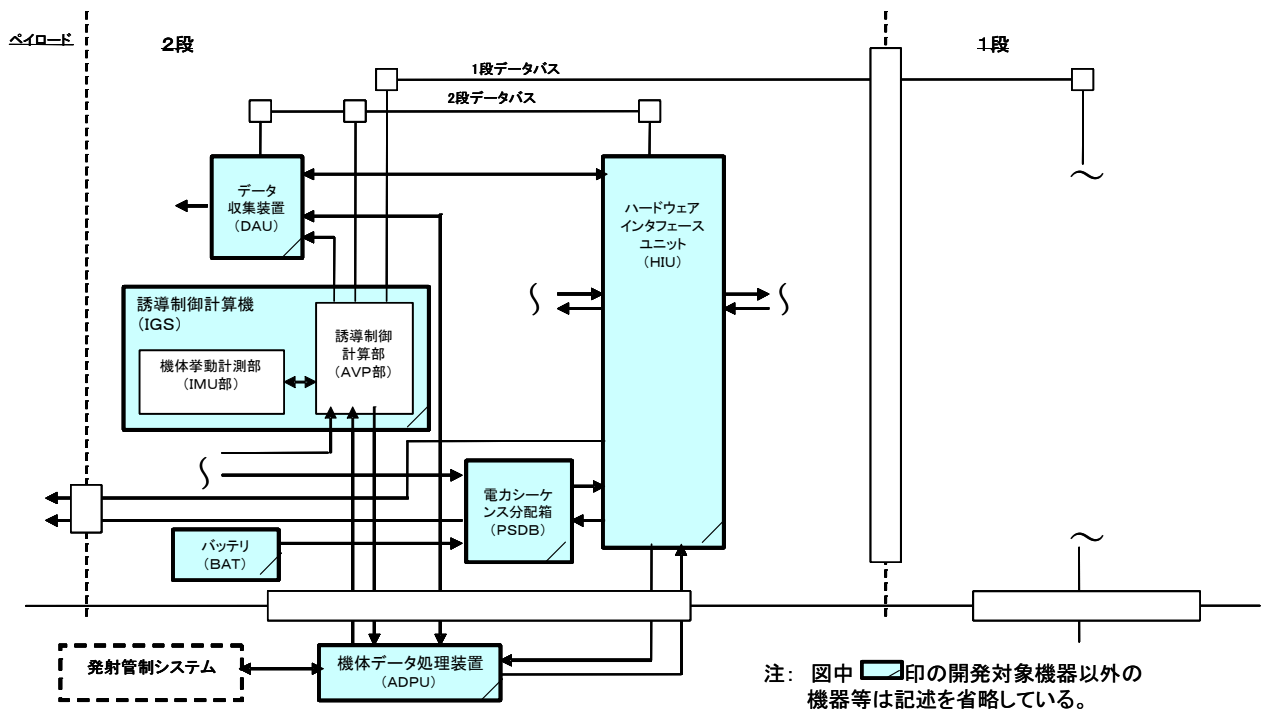 ペイロード
2段
1段
1段データバス
2段データバス
データ
収集装置
(DAU)
ハードウェア
インタフェース
ユニット
(HIU)
誘導制御計算機
(IGS)
誘導制御
計算部
(AVP部)
機体挙動計測部
(IMU部)
電力シーケ
ンス分配箱
(PSDB)
バッテリ
(BAT)
発射管制システム
機体データ処理装置
(ADPU)
注: 図中 印の開発対象機器以外の
機器等は記述を省略している。